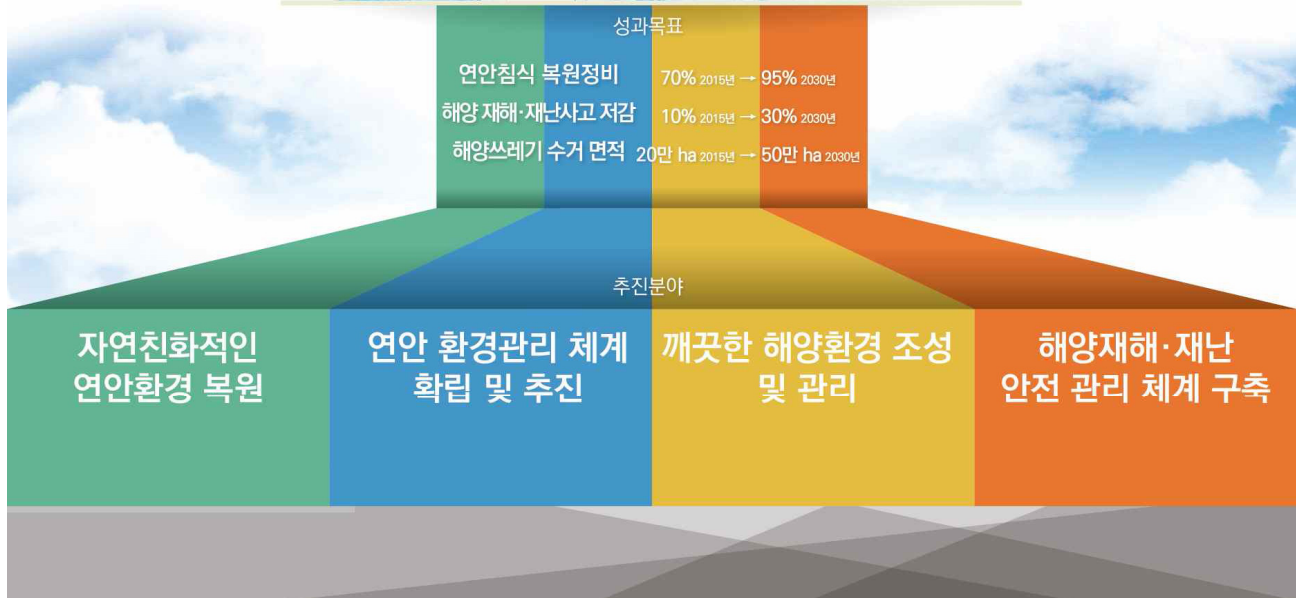 성과목표
연안침식 복원정비 70% 2015년 → 95% 2030년
해양 재해·재난사고 저감 10% 2015년 → 30% 2030년
해양쓰레기 수거 면적 20만 ha 2015년 → 50만 ha 2030년
추진분야
자연친화적인
연안환경 복원
연안 환경관리 체계
확립 및 추진
깨끗한 해양환경 조성
및 관리
해양재해·재난
안전 관리 체계 구축